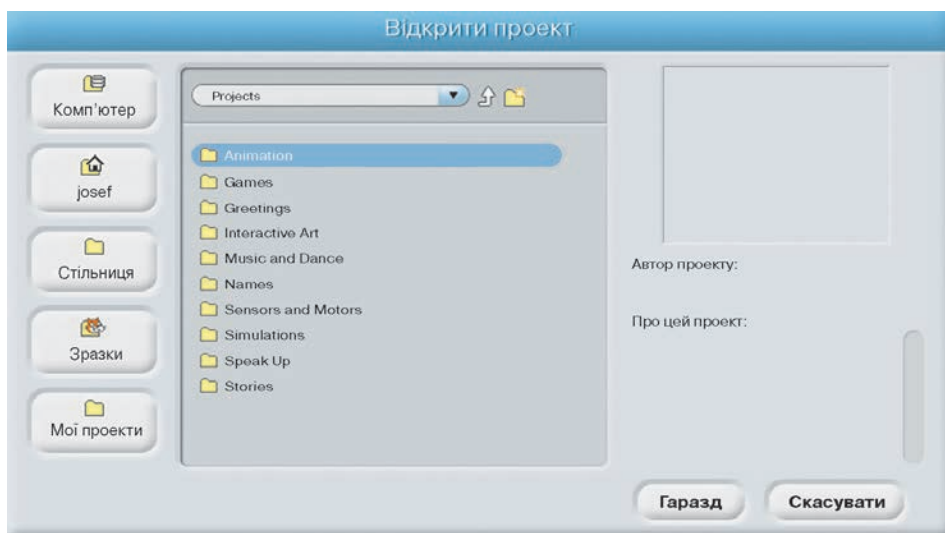 Відкрити проект
Комп'ютер
josef
Стільниця
Зразки
Мої проекти
Projects
Animation
Games
Greetings
Interactive Art
Music and Dance
Names
Sensors and Motors
Simulations
Speak Up
Stories
Автор проекту:
Про цей проект:
Гаразд
Скасувати